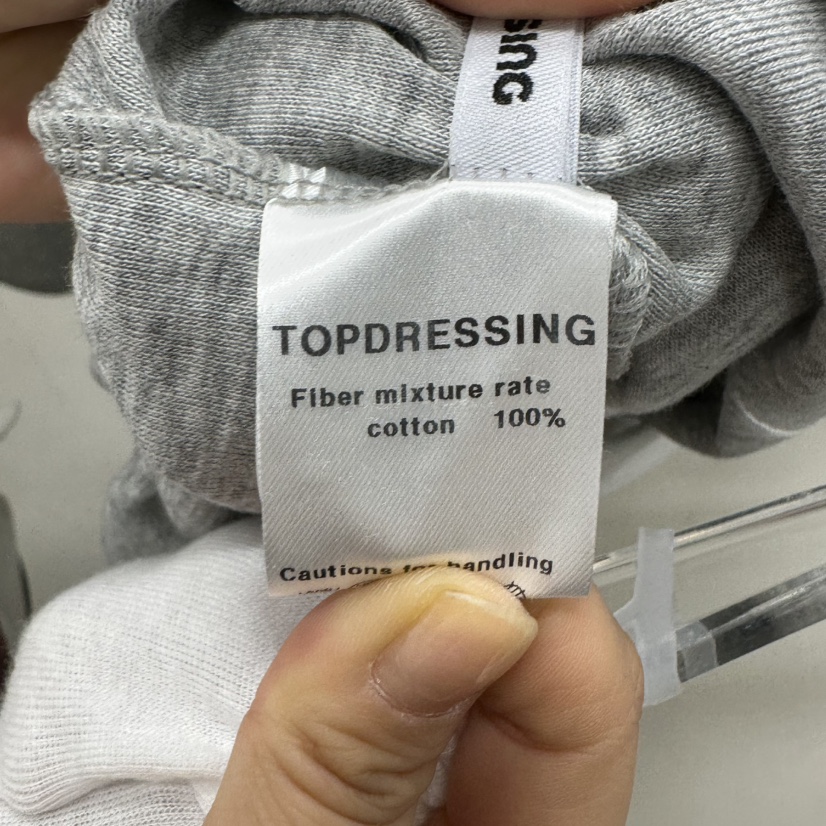 SING
TOPDRESSING
Fiber mixture rate
cotton 100%
Cautions for handling